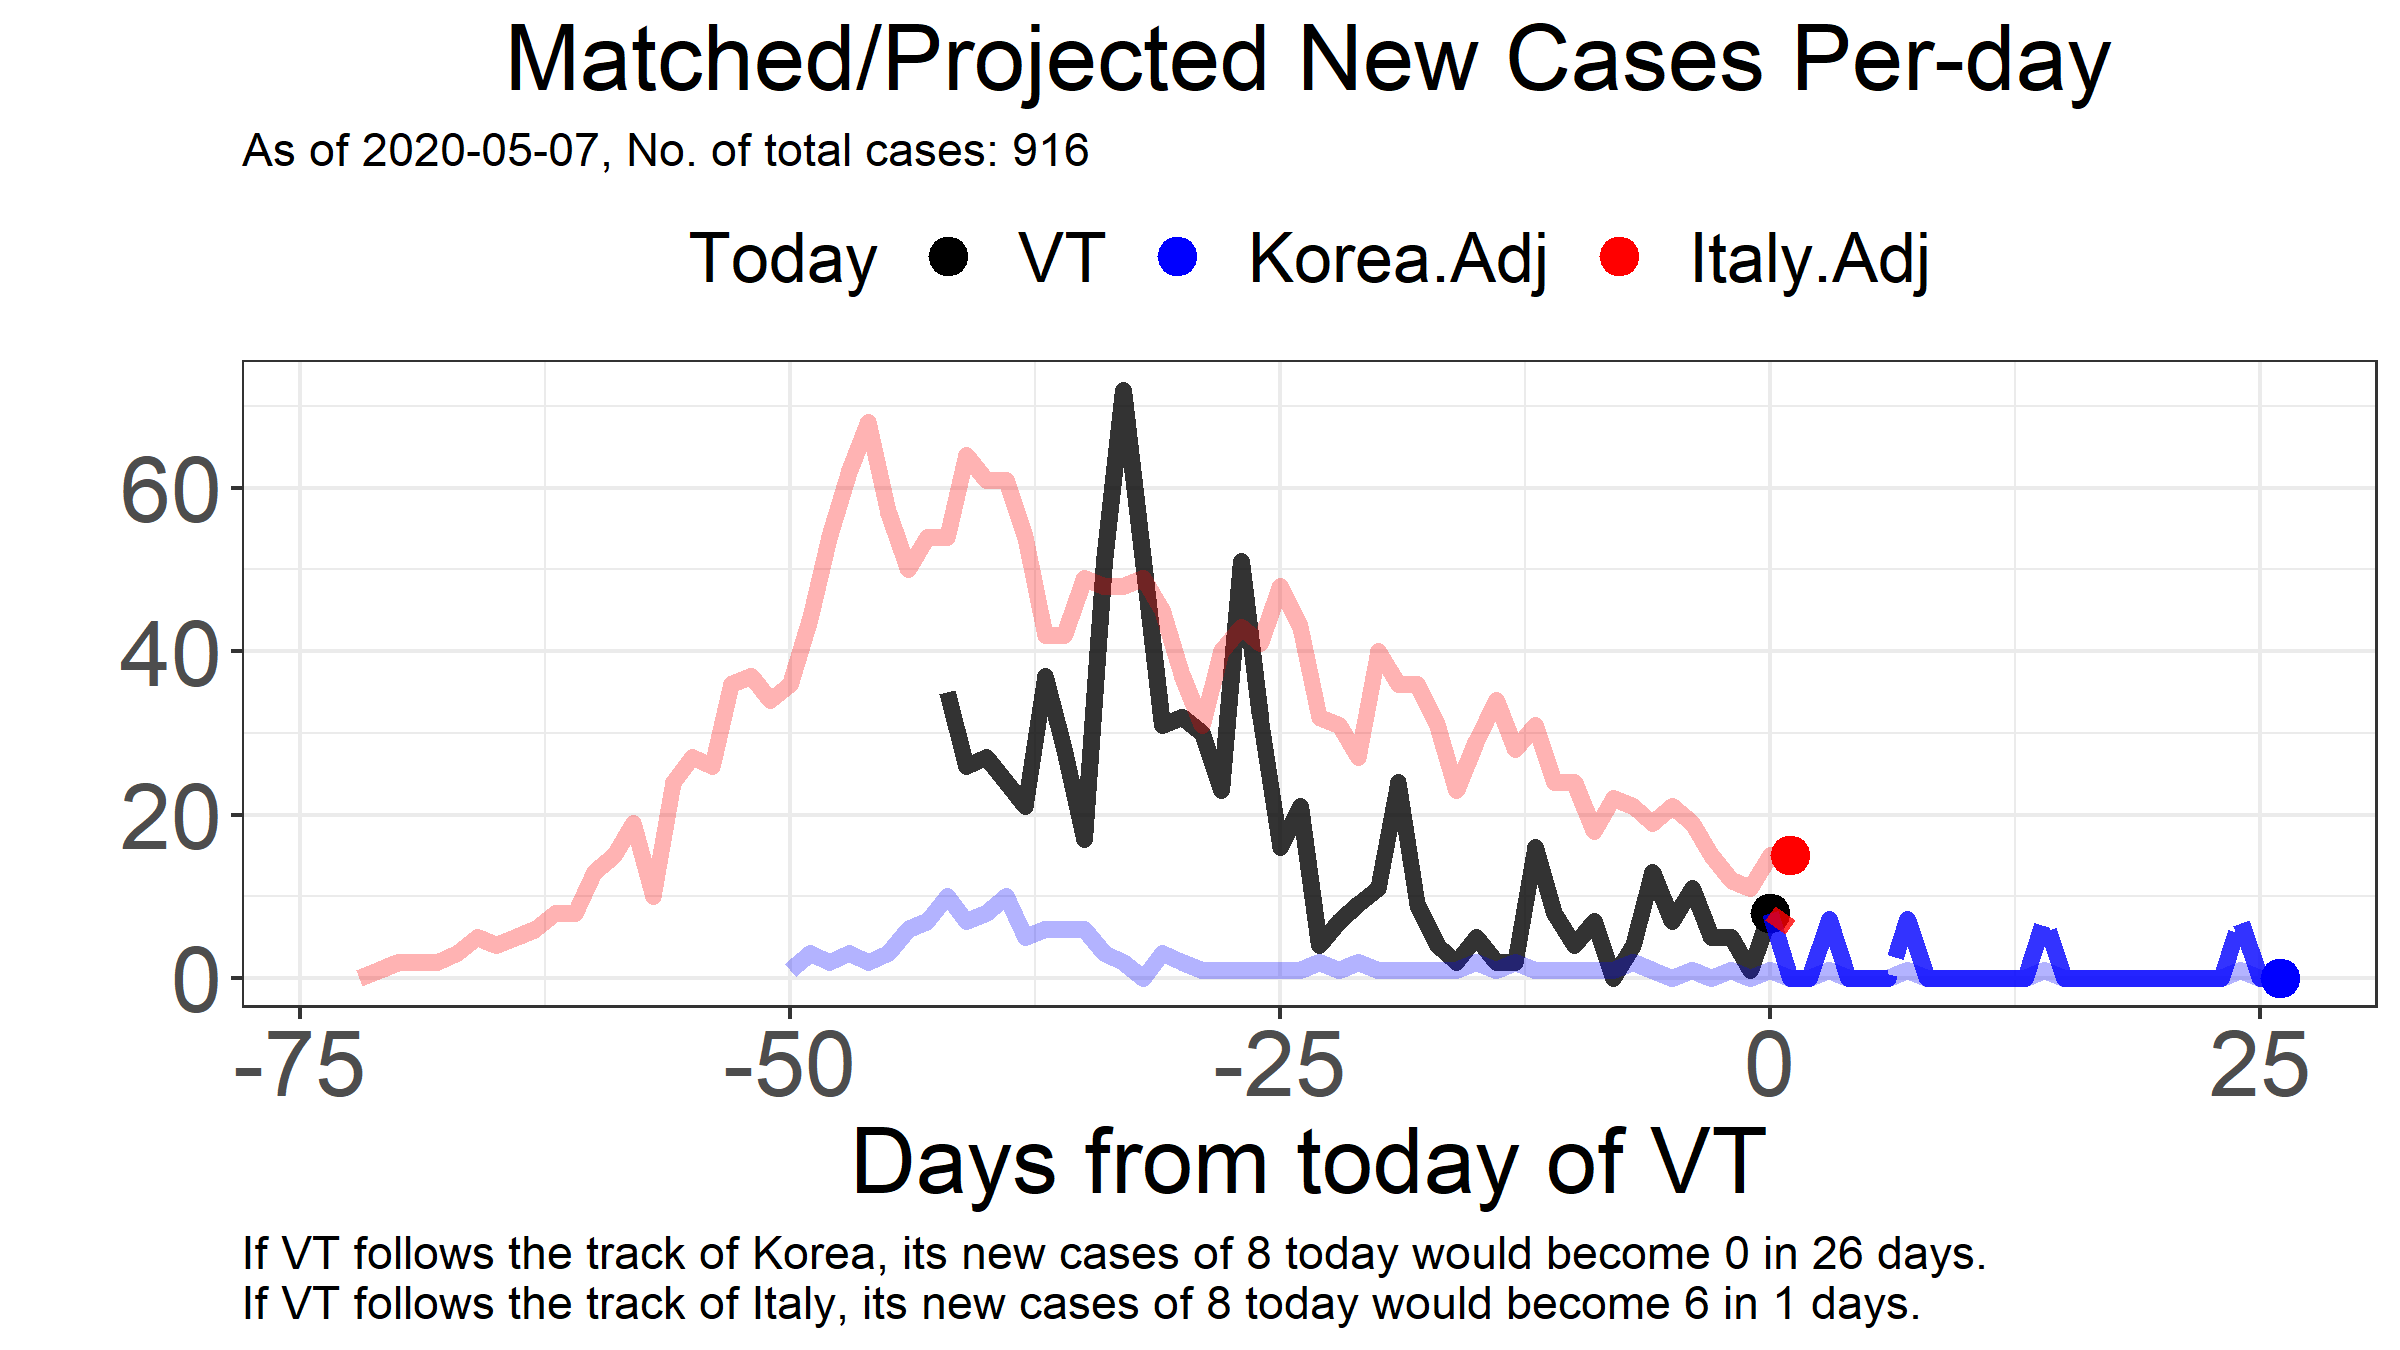 Matched/Projected New Cases Per-day
As of 2020-05-07, No. of total cases: 916
Today VT Korea.Adj Italy.Adj
60
40
20
0
-75 -50 -25 0 25
Days from today of VT
If VT follows the track of Korea, its new cases of 8 today would become 0 in 26 days.
If VT follows the track of Italy, its new cases of 8 today would become 6 in 1 days.